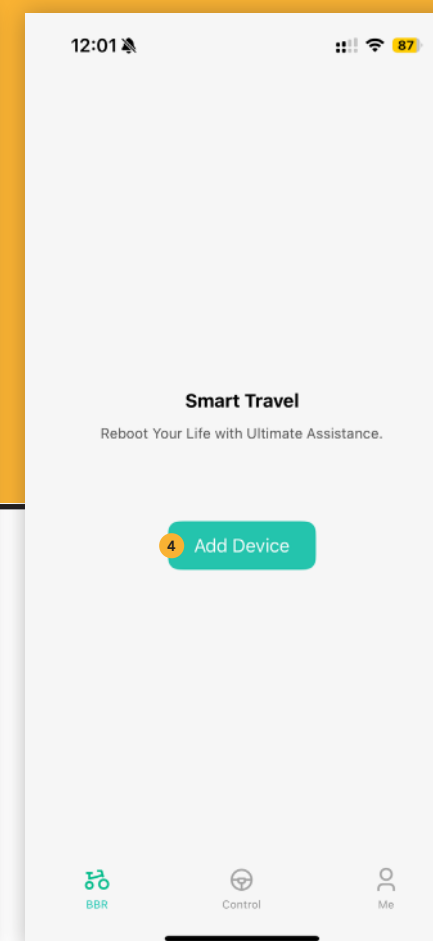 12:01
87
Smart Travel
Reboot Your Life with Ultimate Assistance.
4 Add Device
BBR Control Me